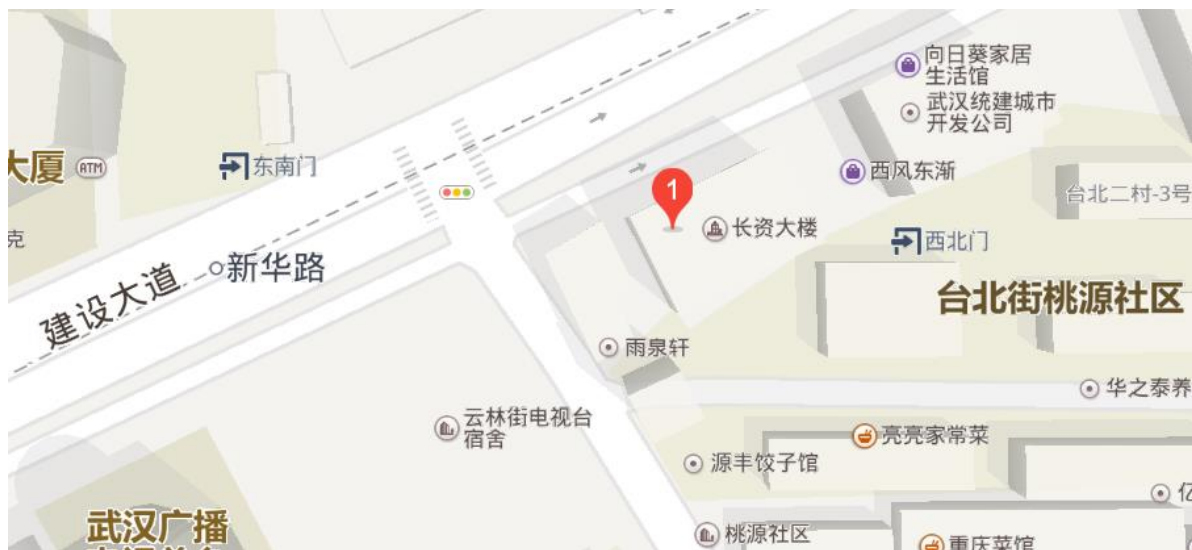 向日葵家居
生活馆
武汉统建城市
开发公司
大厦 ATM
东南门
1
西风东渐
台北二村-3号
克
长资大楼
西北门
新华路
建设大道
台北街桃源社区
雨泉轩
华之泰养
云林街电视台
宿舍
亮亮家常菜
源丰饺子馆
亿
武汉广播
桃源社区
重庆菜馆